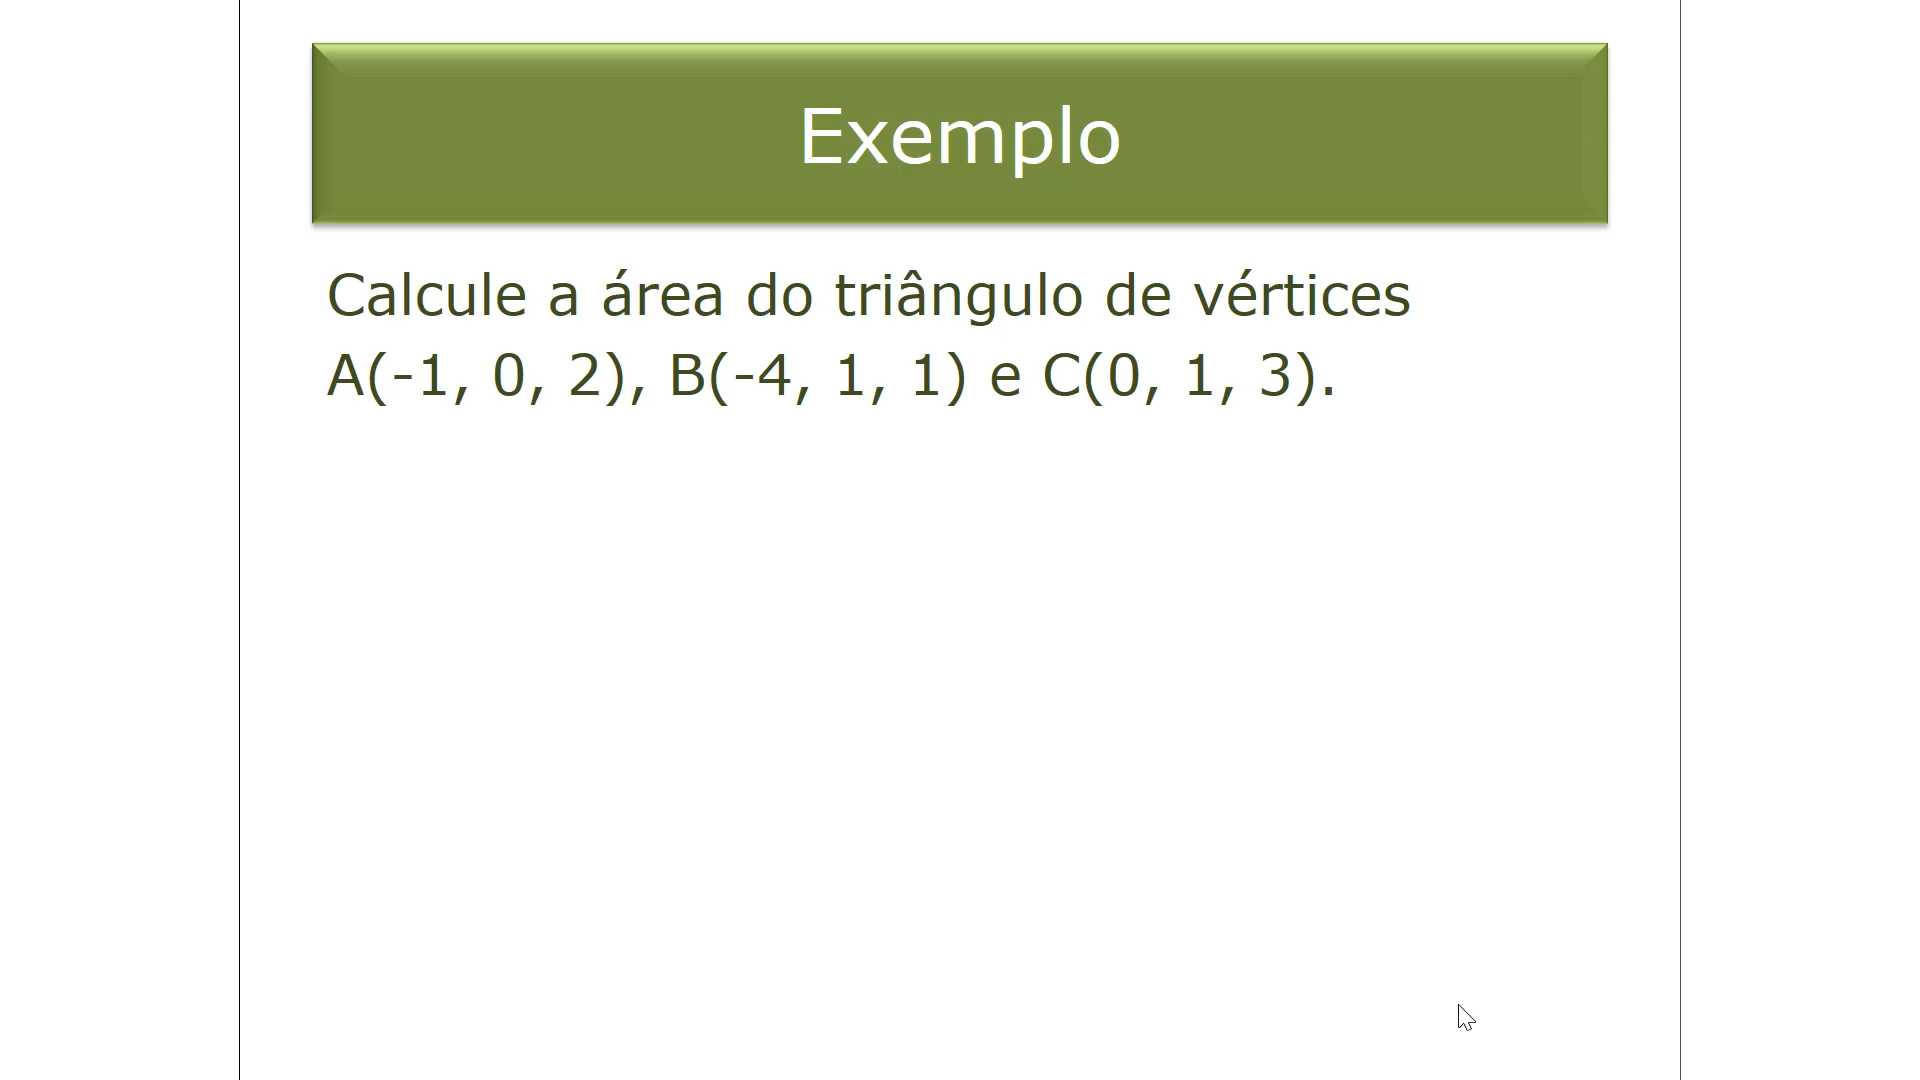 Exemplo
Calcule a área do triângulo de vértices
A(-1, 0, 2), B(-4, 1, 1) e C(0, 1, 3).